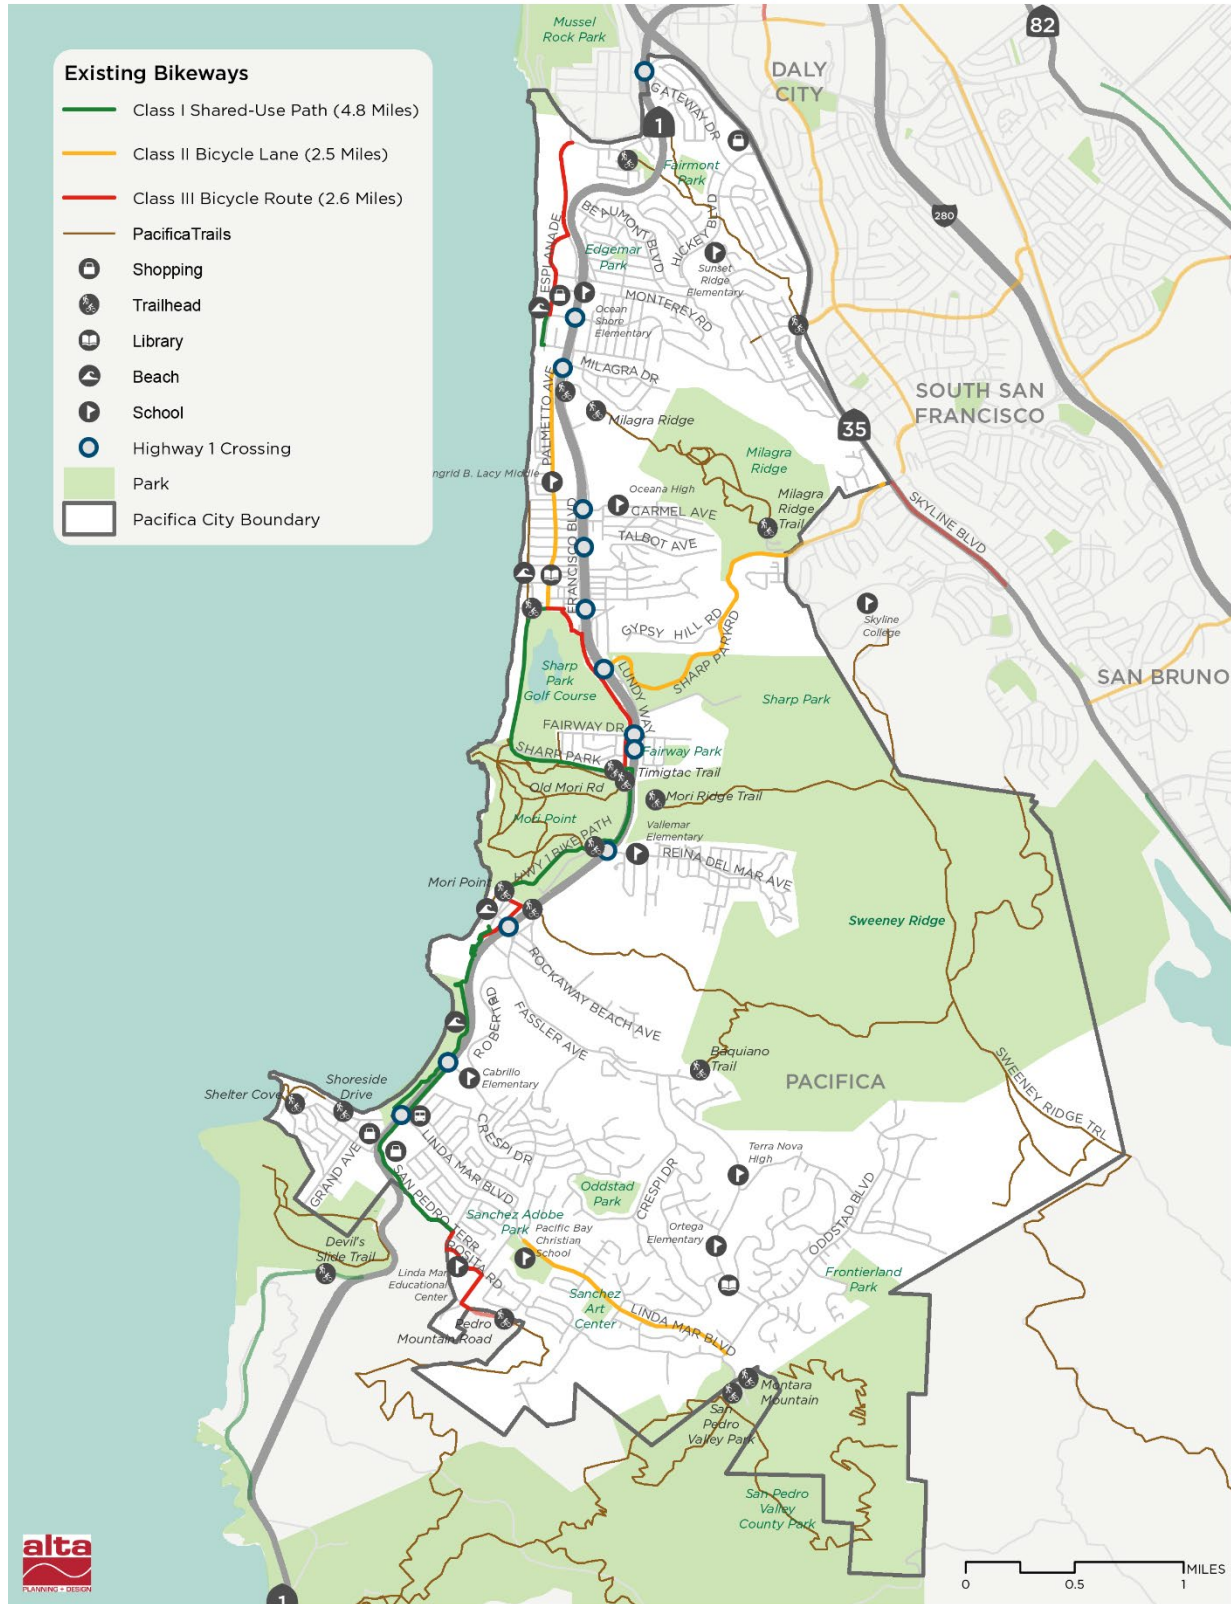 Mussel
Rock Park
82
DALY
CITY
Existing Bikeways
Class I Shared-Use Path (4.8 Miles)
Class II Bicycle Lane (2.5 Miles)
Class III Bicycle Route (2.6 Miles)
PacificaTrails
Shopping
Trailhead
Library
Beach
School
Highway 1 Crossing
Park
Pacifica City Boundary
GATEWAY DR
1
Fairmont
Park
280
BEAUMONT BLVD
HICKEY BLVD
ESPLANADE
Edgemar
Park
Sunset
Ridge
Elementary
MONTEREY RD
Ocean
Shore
Elementary
MILAGRA DR
PALMETTO AVE
SOUTH SAN
FRANCISCO
35
Milagra Ridge
Milagra
Ridge
ngrid B. Lacy Middle
Oceana High
CARMEL AVE
Milagra
Ridge
Trail
SKYLINE BLVD
FRANCISCO BLVD
TALBOT AVE
GYPSY HILL RD
SHARP PARK RD
Skyline
College
SAN BRUNO
Sharp
Park
Golf Course
LUNDY WAY
Sharp Park
FAIRWAY DR
Fairway Park
SHARP PARK
Timigtac Trail
Old Mori Rd
Mori Ridge Trail
Mori Point
HWY 1 BIKE PATH
Vallemar
Elementary
REINA DEL MAR AVE
Mori Point
Sweeney Ridge
ROCKAWAY BEACH AVE
FASSLER AVE
ROBERTS RD
Baquiano
Trail
Cabrillo
Elementary
PACIFICA
SWEENEY RIDGE TRL
Shoreside
Drive
Shelter Cove
CRESPI DR
LINDA MAR BLVD
GRAND AVE
Terra Nova
High
SAN PEDRO TERR
Oddstad
Park
CRESPI DR
ODDSTAD BLVD
Sanchez Adobe
Park
Pacific Bay
Christian
School
Ortega
Elementary
Devil's
Slide Trail
ROSITA RD
Linda Mar
Educational
Center
Frontierland
Park
Sanchez
Art
Center
LINDA MAR BLVD
Pedro
Mountain Road
Montara
Mountain
San
Pedro
Valley Park
San Pedro
Valley
County Park
alta
PLANNING + DESIGN
MILES
0
0.5
1
1